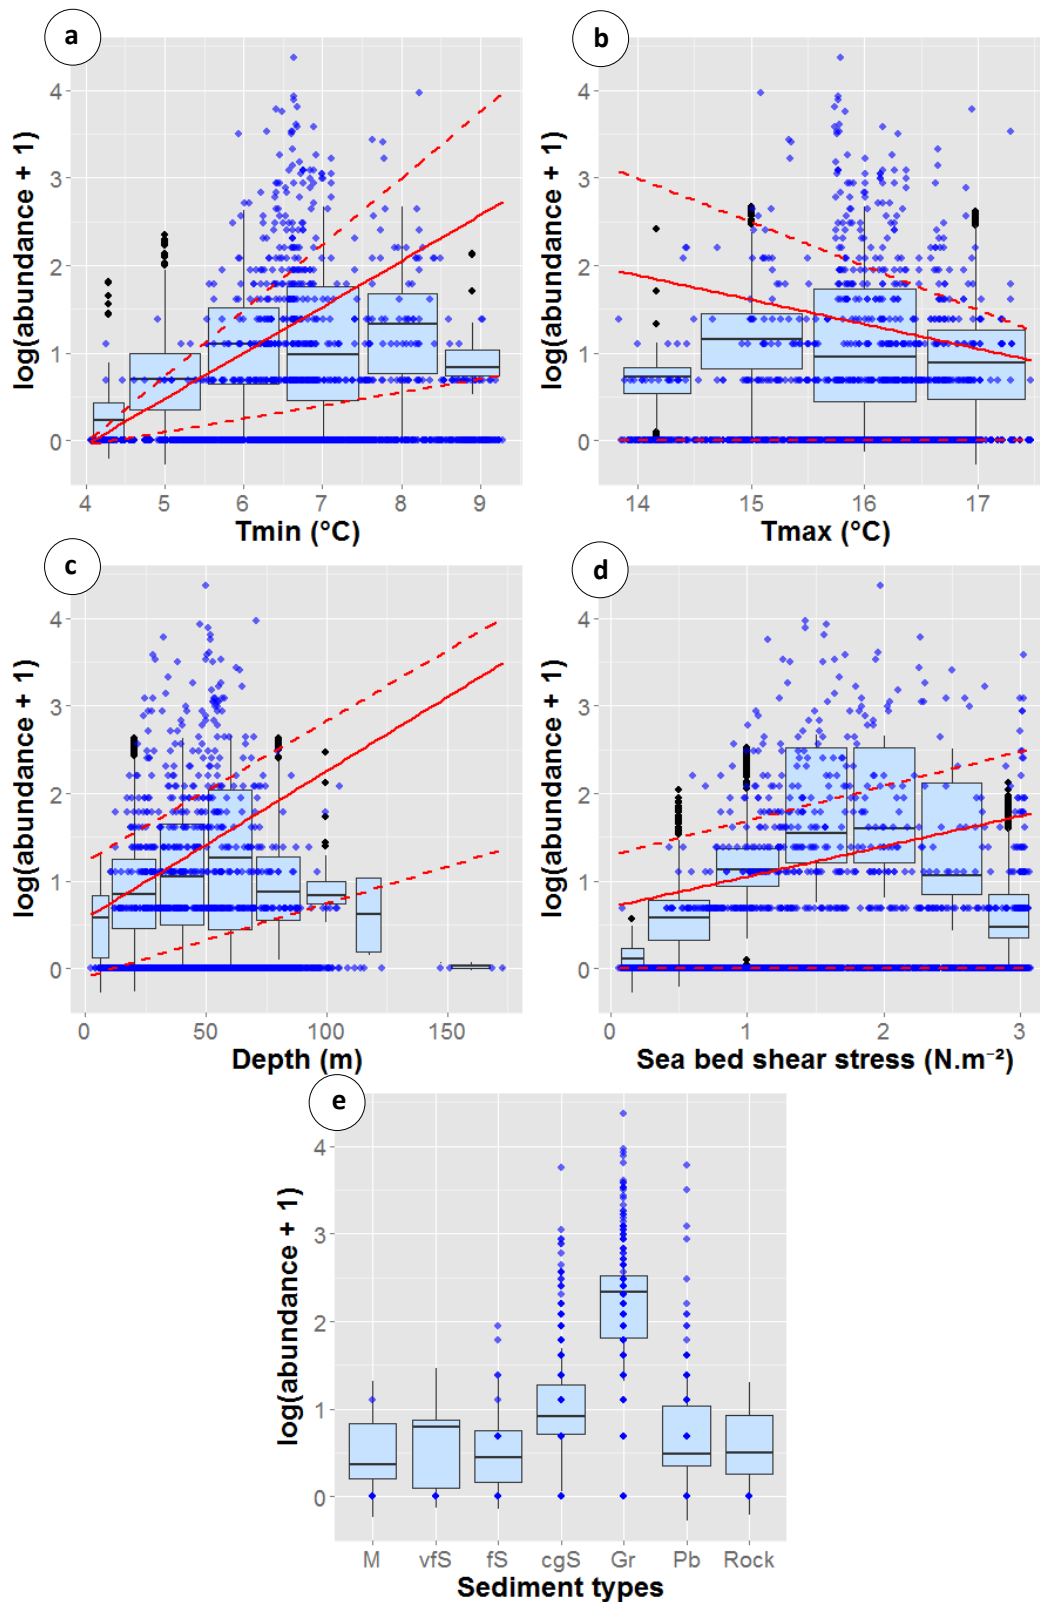 a
b
log(abundance + 1)
4
3
2
1
0
4 5 6 7 8 9
Tmin (°C)
log(abundance + 1)
4
3
2
1
0
14 15 16 17
Tmax (°C)
c
d
log(abundance + 1)
4
3
2
1
0
0 50 100 150
Depth (m)
log(abundance + 1)
4
3
2
1
0
0 1 2 3
Sea bed shear stress (N.m⁻²)
e
log(abundance + 1)
4
3
2
1
0
M vfS fS cgS Gr Pb Rock
Sediment types